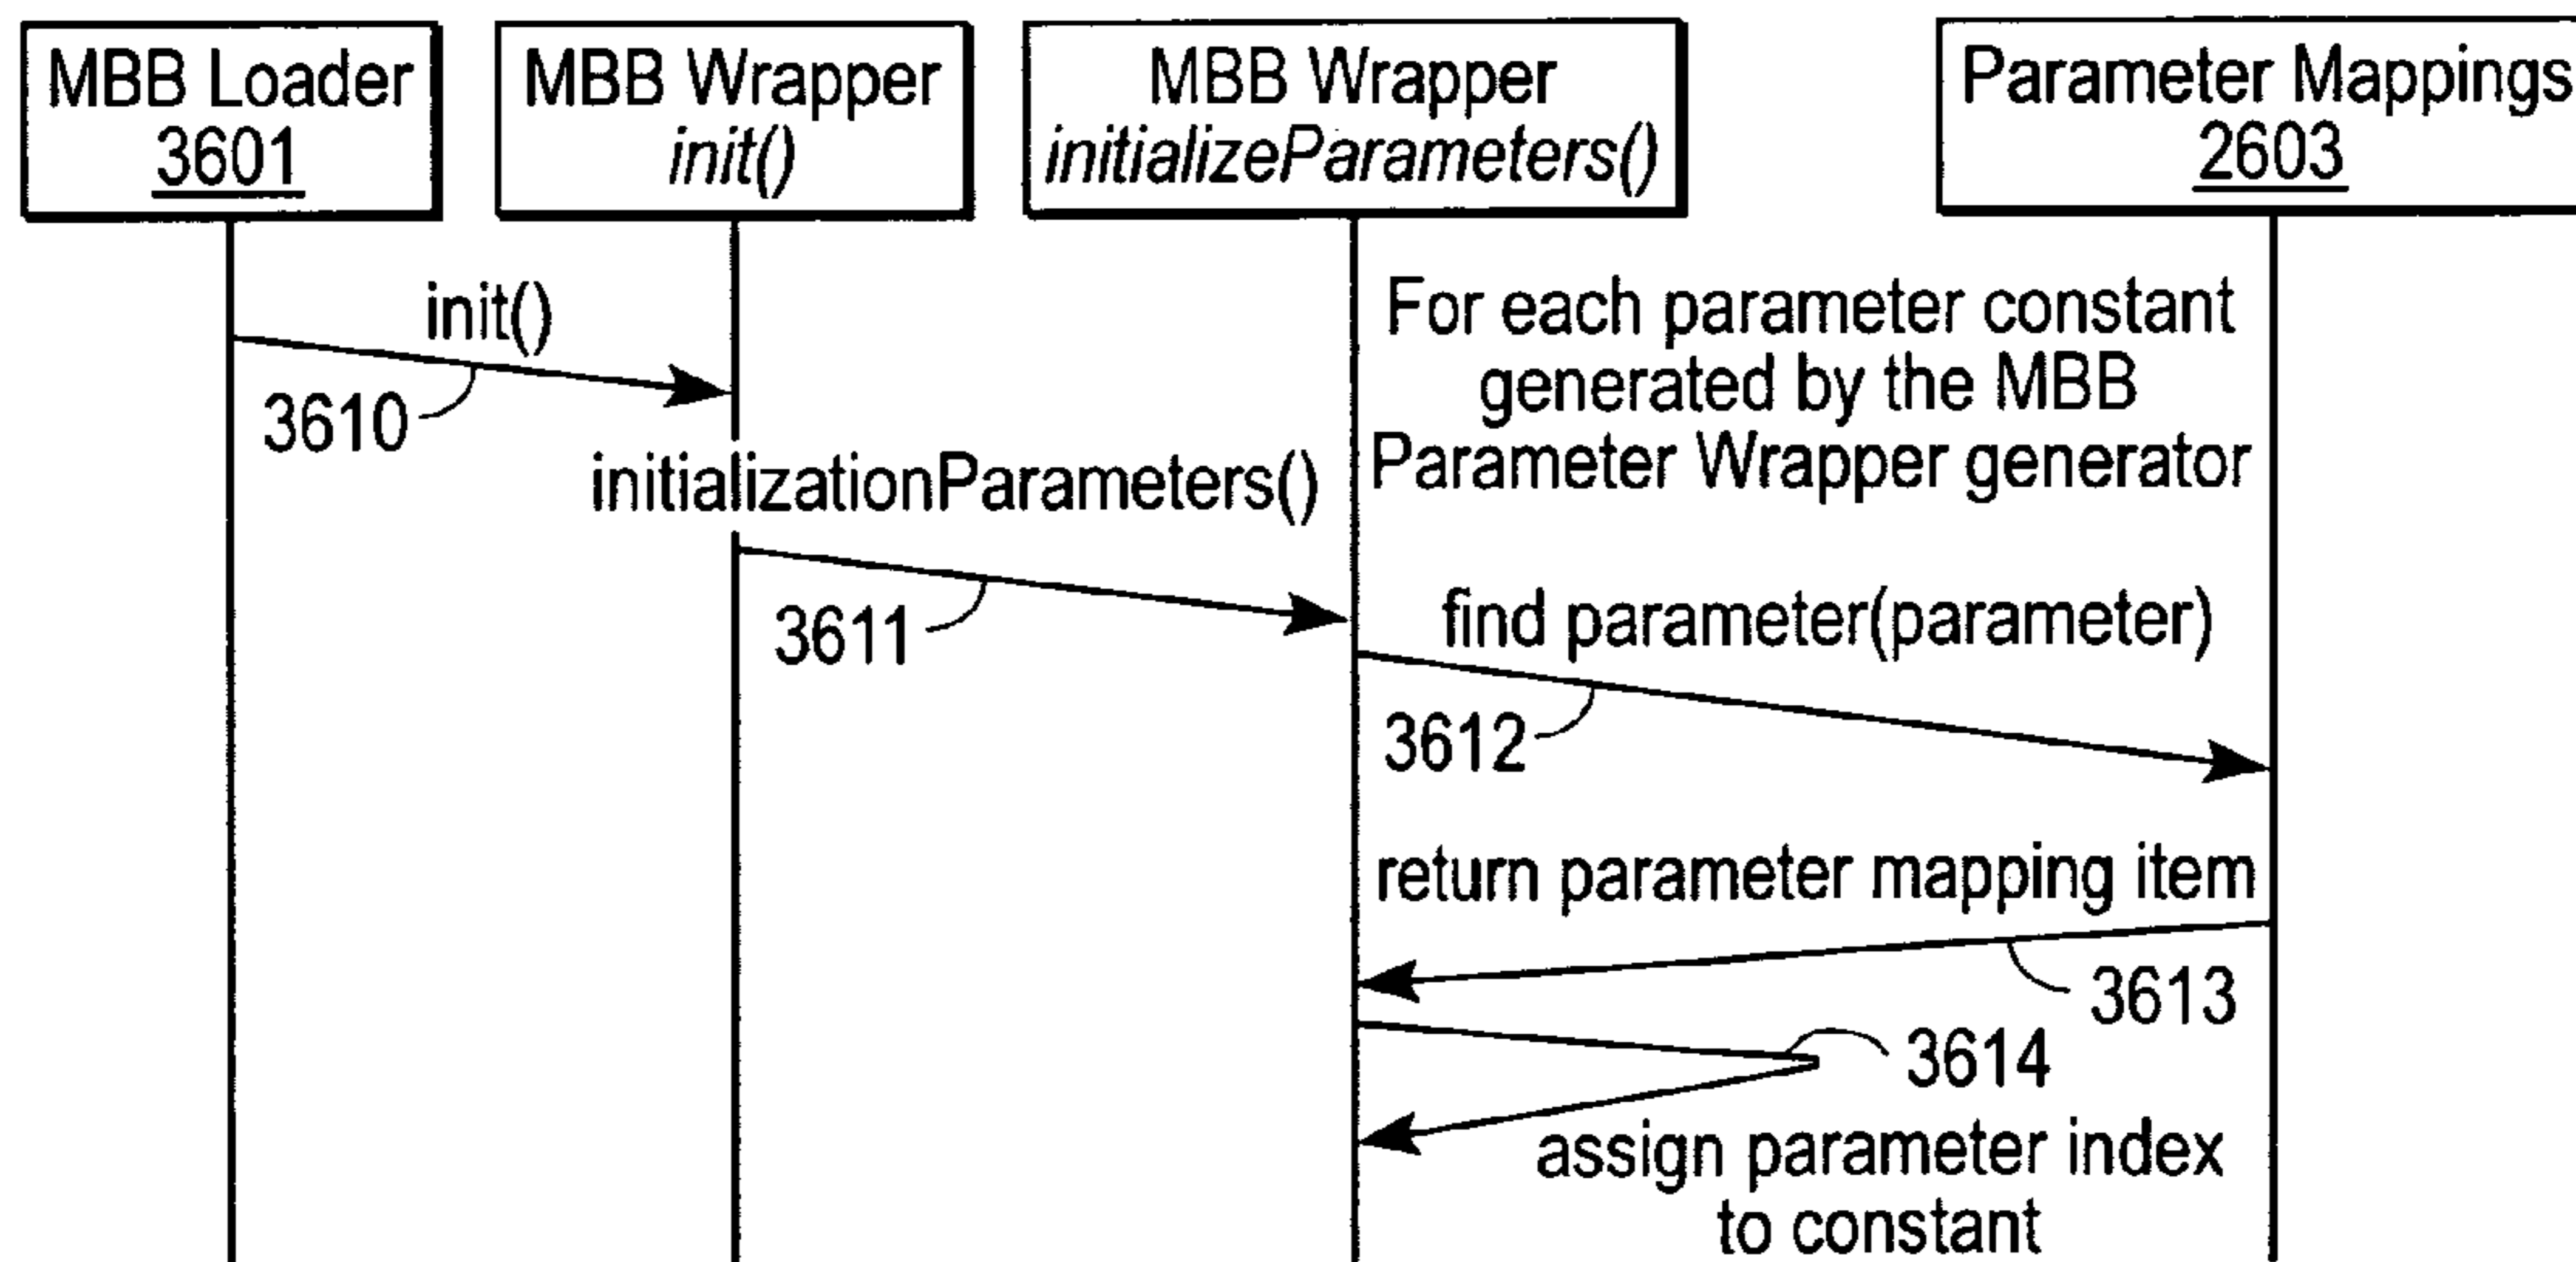 MBB Loader
3601
MBB Wrapper
init()
MBB Wrapper
initializeParameters()
Parameter Mappings
2603
init()
3610
For each parameter constant
generated by the MBB
Parameter Wrapper generator
initializationParameters()
3611
find parameter(parameter)
3612
return parameter mapping item
3613
3614
assign parameter index
to constant